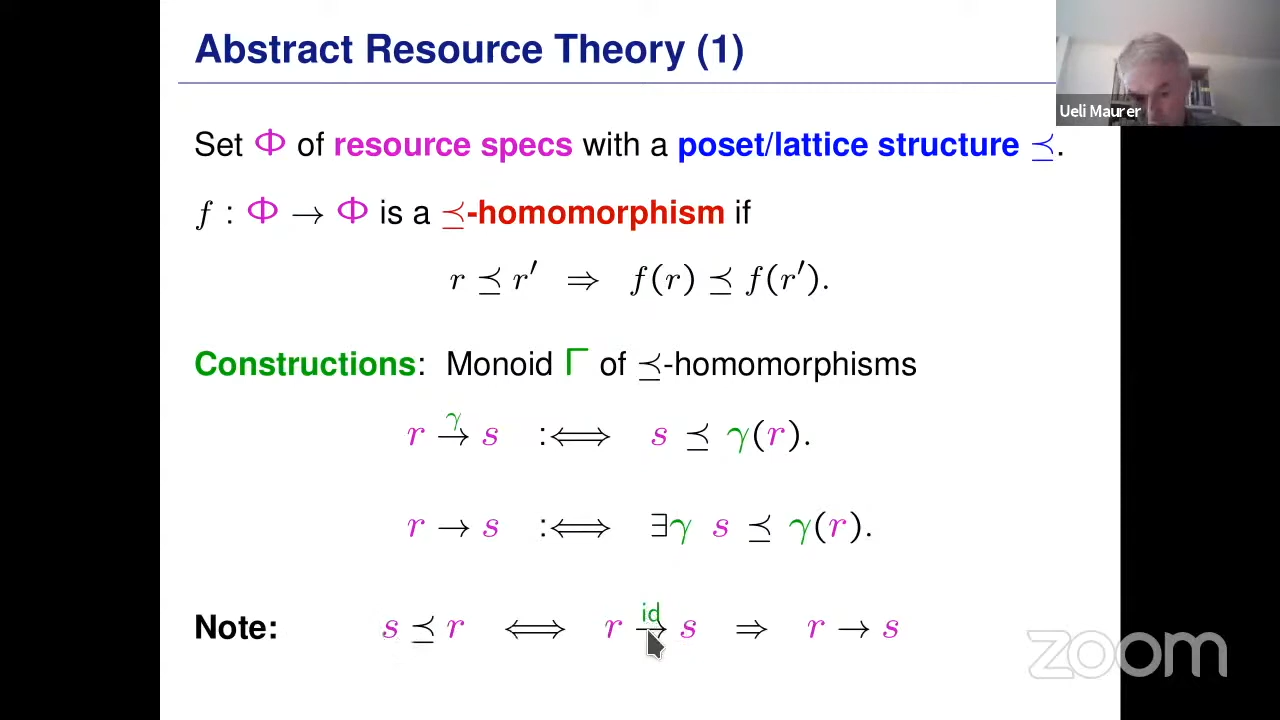 Abstract Resource Theory (1)
Ueli Maurer
Set Φ of resource specs with a poset/lattice structure ⪯.
f : Φ → Φ is a ⪯-homomorphism if
r ⪯ r′ ⇒ f(r) ⪯ f(r′).
Constructions: Monoid Γ of ⪯-homomorphisms
r →^γ s :⟺ s ⪯ γ(r).
r → s :⟺ ∃γ s ⪯ γ(r).
Note: s ⪯ r ⟺ r →^id s ⇒ r → s
zoom